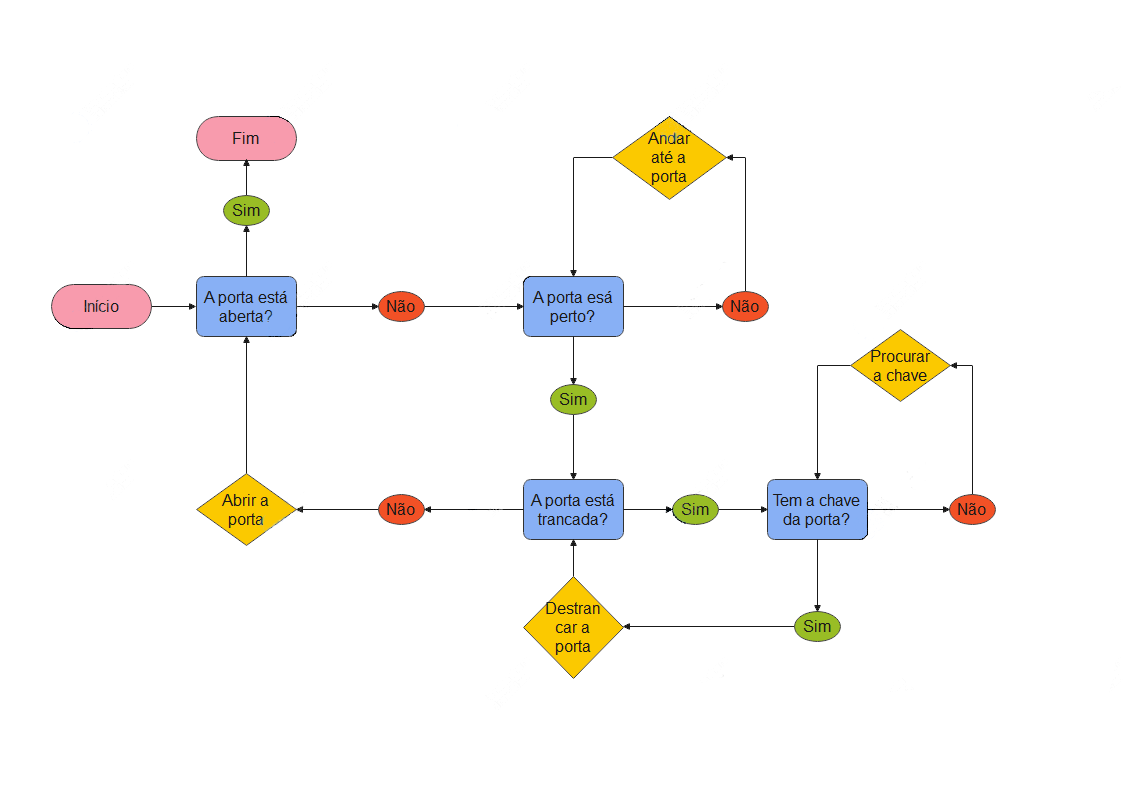 Fim
Andar
até a
porta
Sim
Início
A porta está
aberta?
Não
A porta esá
perto?
Não
Procurar
a chave
Sim
Abrir a
porta
Não
A porta está
trancada?
Sim
Tem a chave
da porta?
Não
Destran
car a
porta
Sim